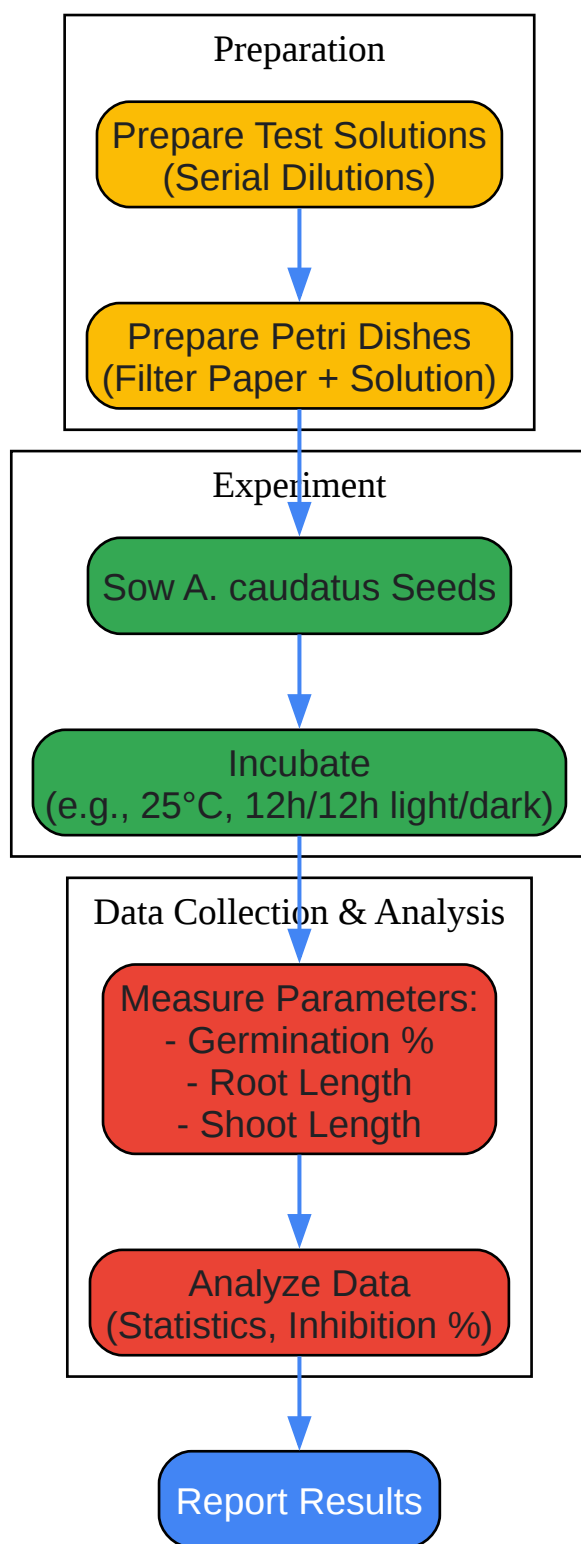 Preparation
Prepare Test Solutions
(Serial Dilutions)
Prepare Petri Dishes
(Filter Paper + Solution)
Experiment
Sow A. caudatus Seeds
Incubate
(e.g., 25°C, 12h/12h light/dark)
Data Collection & Analysis
Measure Parameters:
- Germination %
- Root Length
- Shoot Length
Analyze Data
(Statistics, Inhibition %)
Report Results